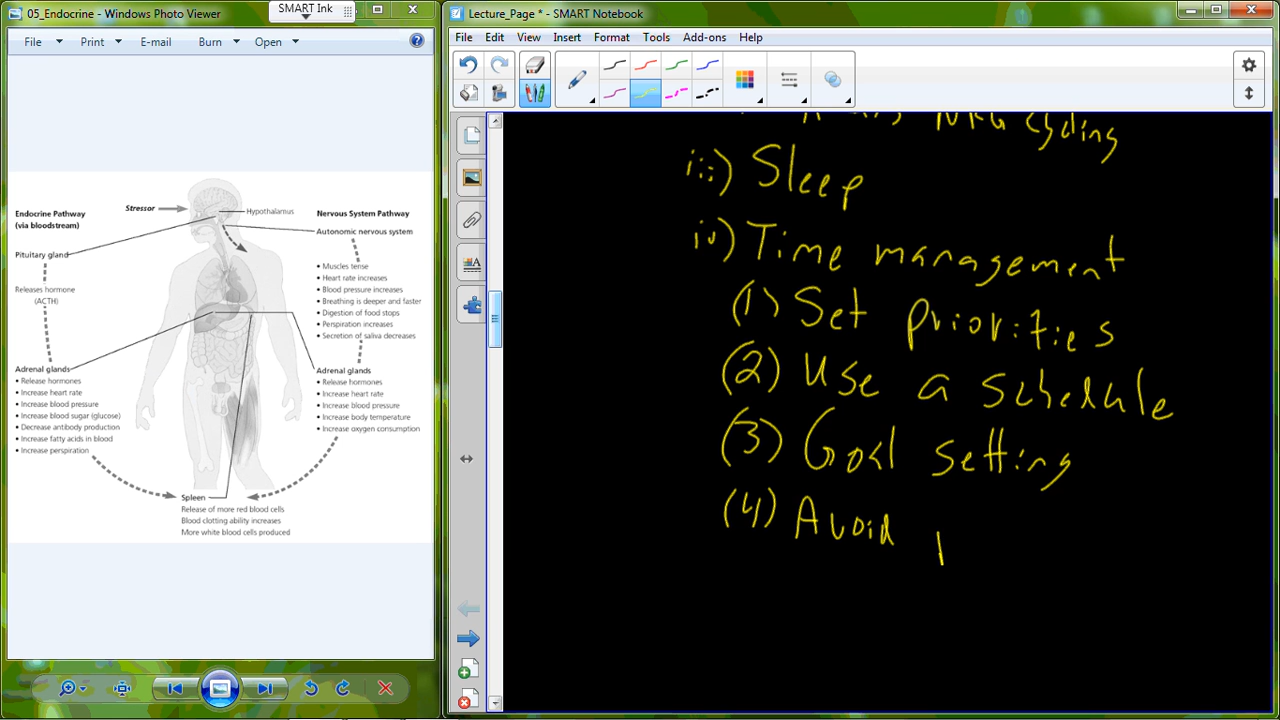 05_Endocrine - Windows Photo Viewer
SMART Ink
File Print E-mail Burn Open
Stressor
Hypothalamus
Endocrine Pathway
(via bloodstream)
Nervous System Pathway
Autonomic nervous system
Pituitary gland
Releases hormone
(ACTH)
• Muscles tense
• Heart rate increases
• Blood pressure increases
• Breathing is deeper and faster
• Digestion of food stops
• Perspiration increases
• Secretion of saliva decreases
Adrenal glands
• Release hormones
• Increase heart rate
• Increase blood pressure
• Increase blood sugar (glucose)
• Decrease antibody production
• Increase fatty acids in blood
• Increase perspiration
Adrenal glands
• Release hormones
• Increase heart rate
• Increase blood pressure
• Increase body temperature
• Increase oxygen consumption
Spleen
Release of more red blood cells
Blood clotting ability increases
More white blood cells produced
Lecture_Page * - SMART Notebook
File Edit View Insert Format Tools Add-ons Help
cycling
iii) Sleep
iv) Time management
(1) Set priorities
(2) Use a schedule
(3) Goal setting
(4) Avoid